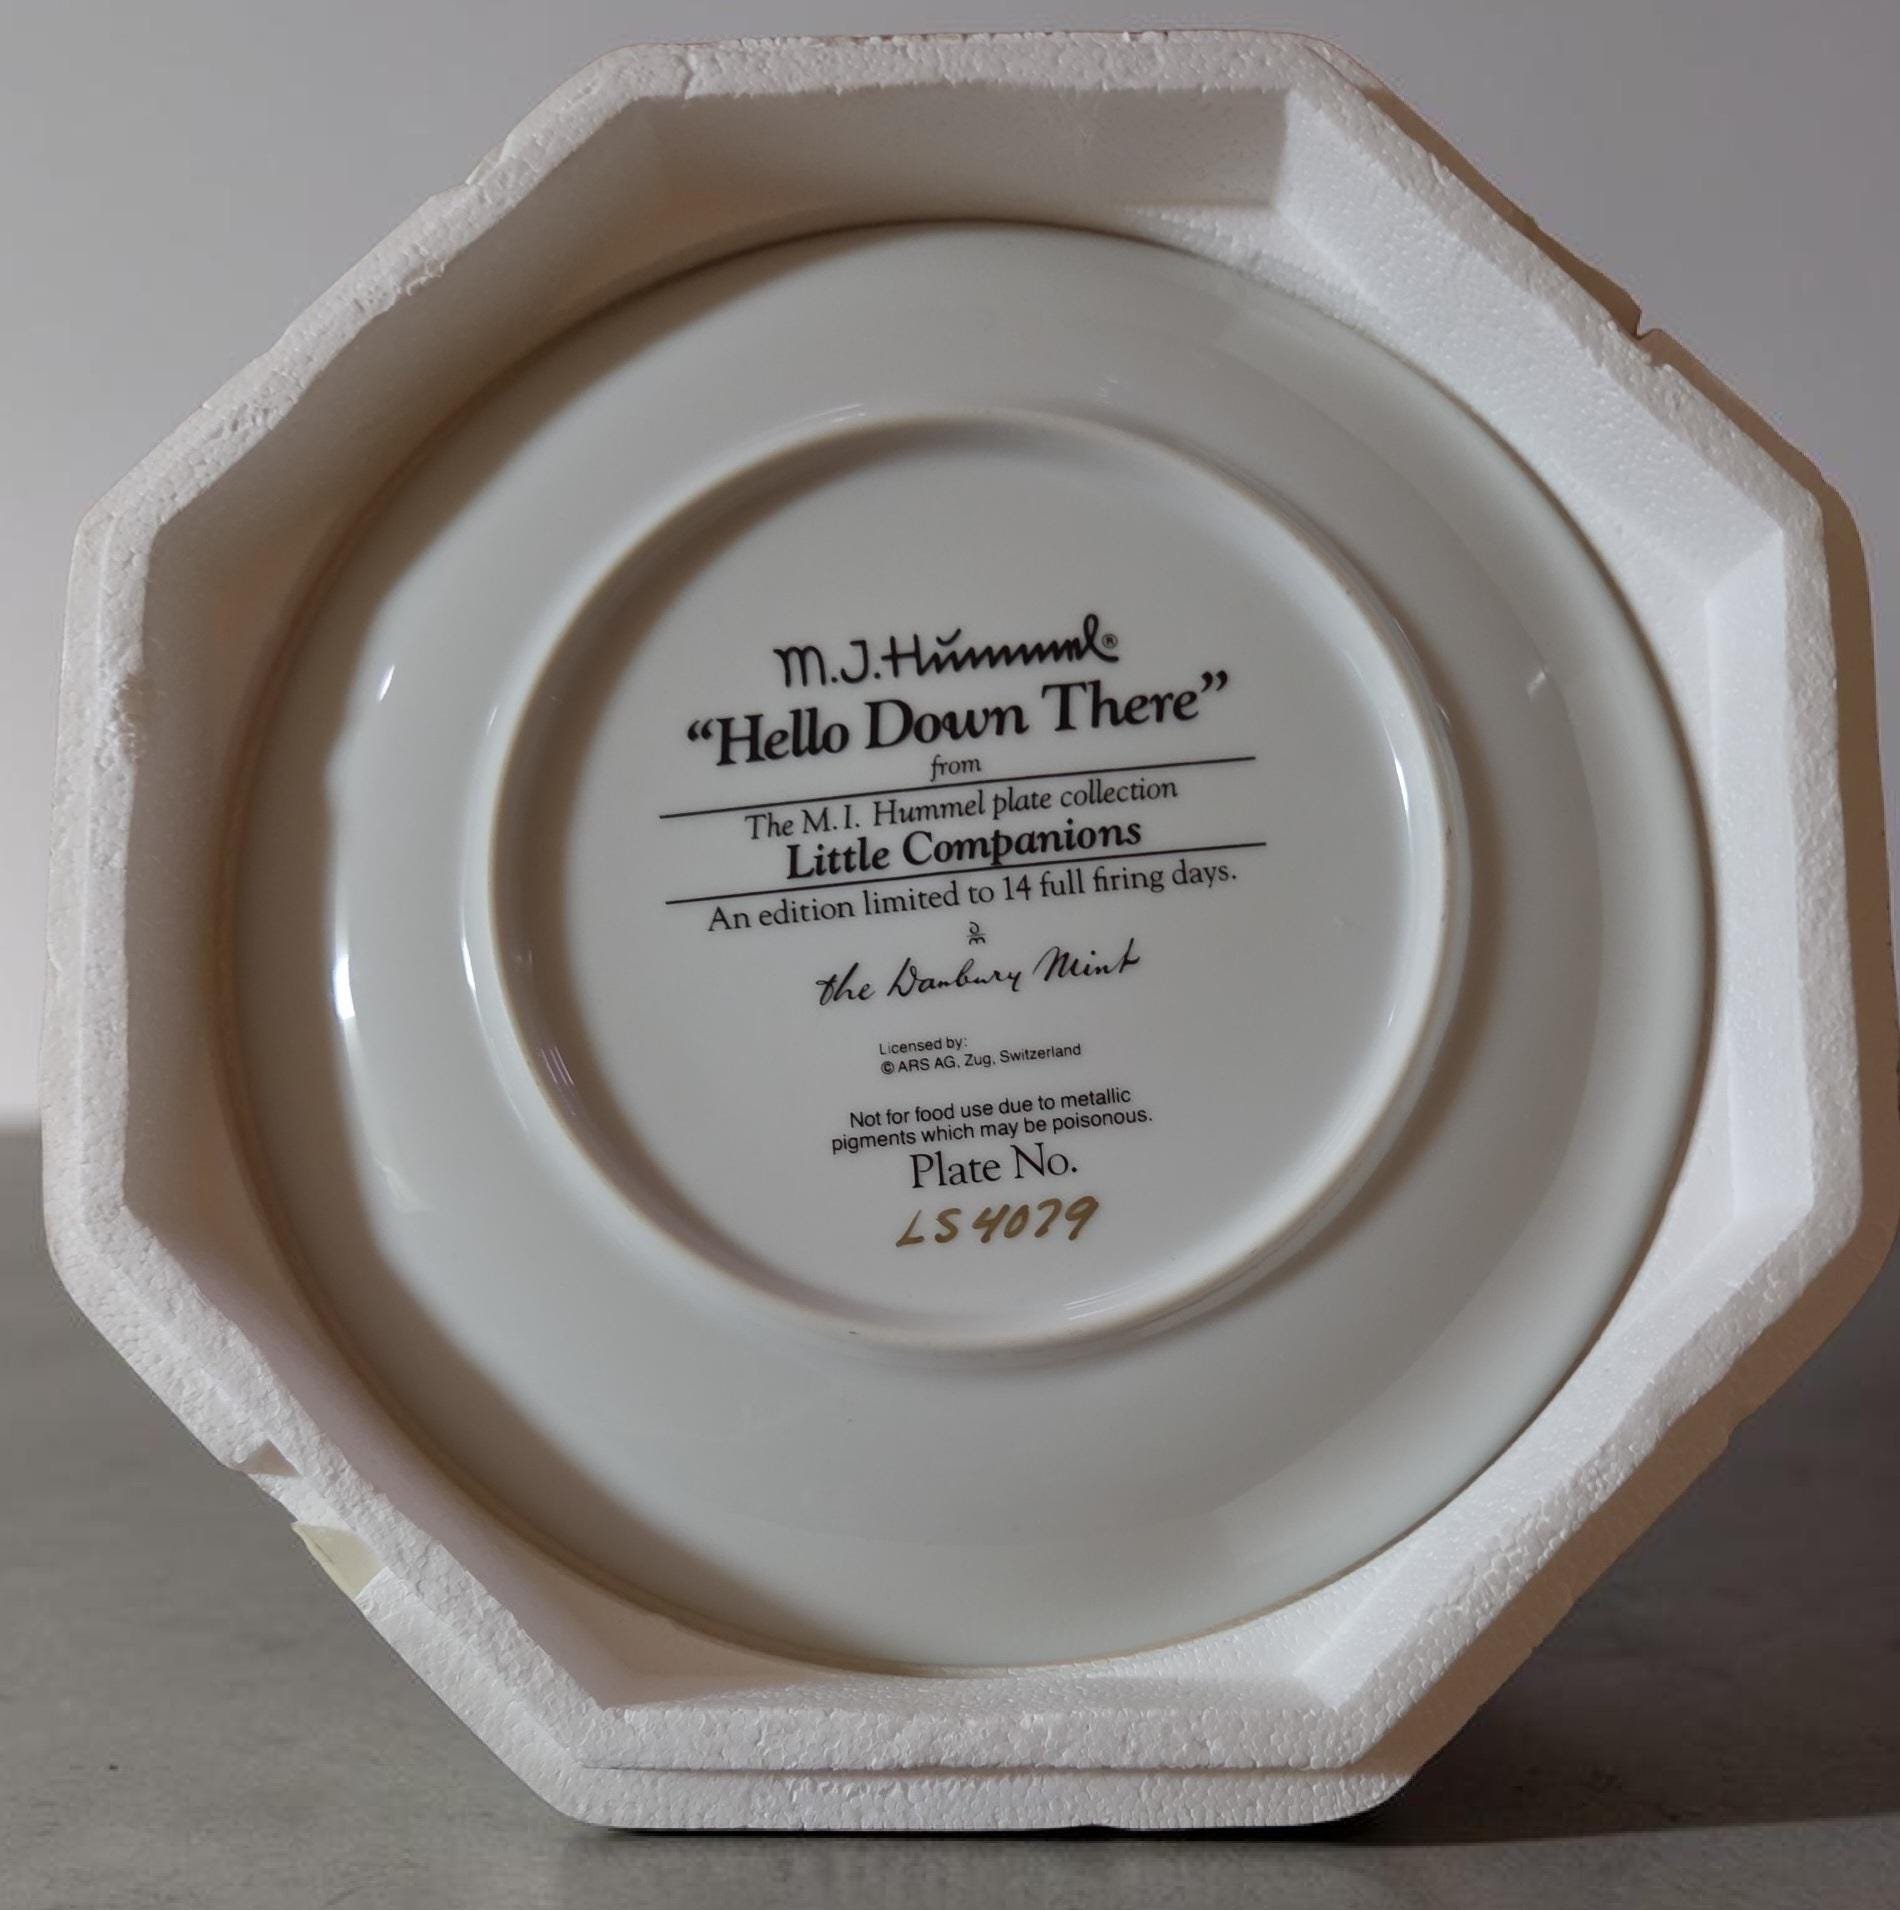 M.J.Hummel®
“Hello Down There”
from
The M.I. Hummel plate collection
Little Companions
An edition limited to 14 full firing days.
DM
the Danbury Mint
Licensed by:
© ARS AG, Zug, Switzerland
Not for food use due to metallic
pigments which may be poisonous.
Plate No.
LS4079